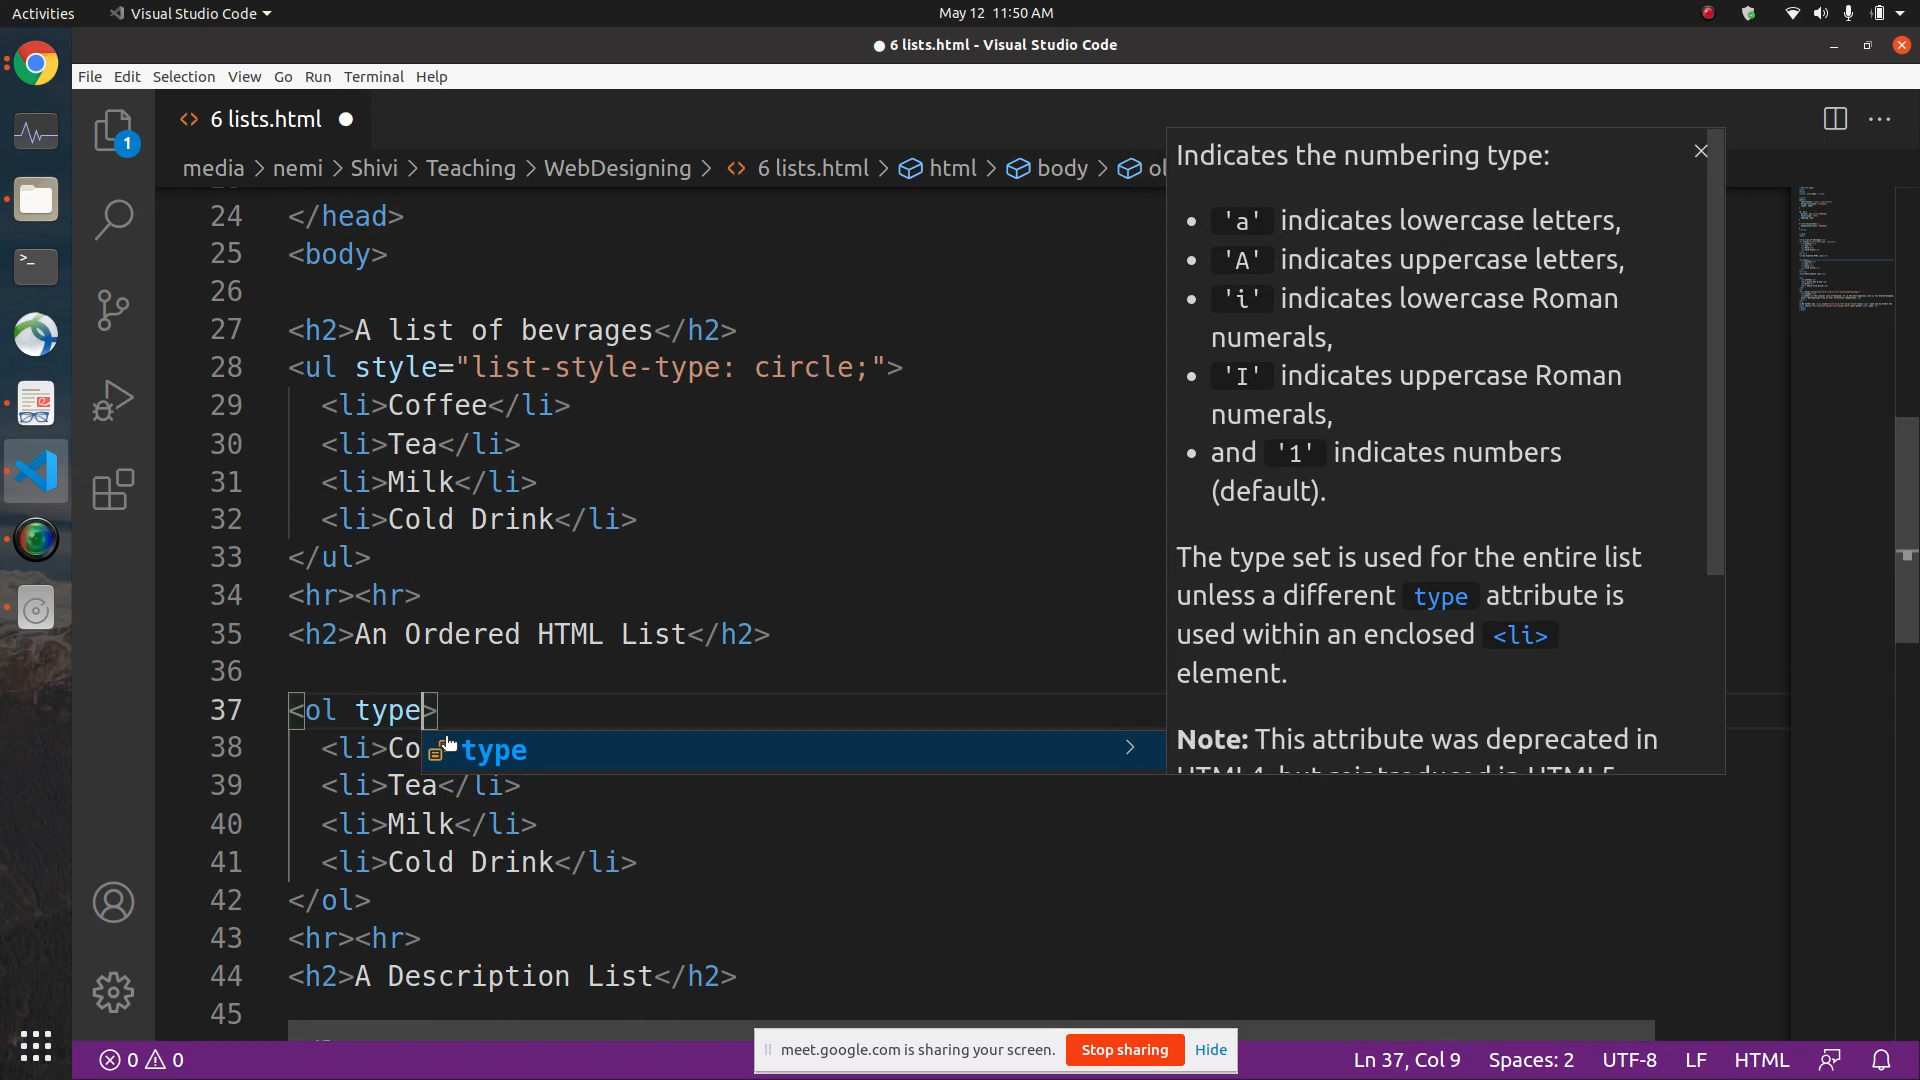 Activities
Visual Studio Code
May 12 11:50 AM
6 lists.html - Visual Studio Code
File Edit Selection View Go Run Terminal Help
1
<> 6 lists.html
media > nemi > Shivi > Teaching > WebDesigning > <> 6 lists.html > html > body > ol
24 </head>
25 <body>
26
27 <h2>A list of bevrages</h2>
28 <ul style="list-style-type: circle;">
29 <li>Coffee</li>
30 <li>Tea</li>
31 <li>Milk</li>
32 <li>Cold Drink</li>
33 </ul>
34 <hr><hr>
35 <h2>An Ordered HTML List</h2>
36
37 <ol type>
38 <li>Co
type
39 <li>Tea</li>
40 <li>Milk</li>
41 <li>Cold Drink</li>
42 </ol>
43 <hr><hr>
44 <h2>A Description List</h2>
45
Indicates the numbering type:
• 'a' indicates lowercase letters,
• 'A' indicates uppercase letters,
• 'i' indicates lowercase Roman
numerals,
• 'I' indicates uppercase Roman
numerals,
• and '1' indicates numbers
(default).
The type set is used for the entire list
unless a different type attribute is
used within an enclosed <li>
element.
Note: This attribute was deprecated in
HTML4, but reintroduced in HTML5.
meet.google.com is sharing your screen. Stop sharing Hide
0 0
Ln 37, Col 9 Spaces: 2 UTF-8 LF HTML